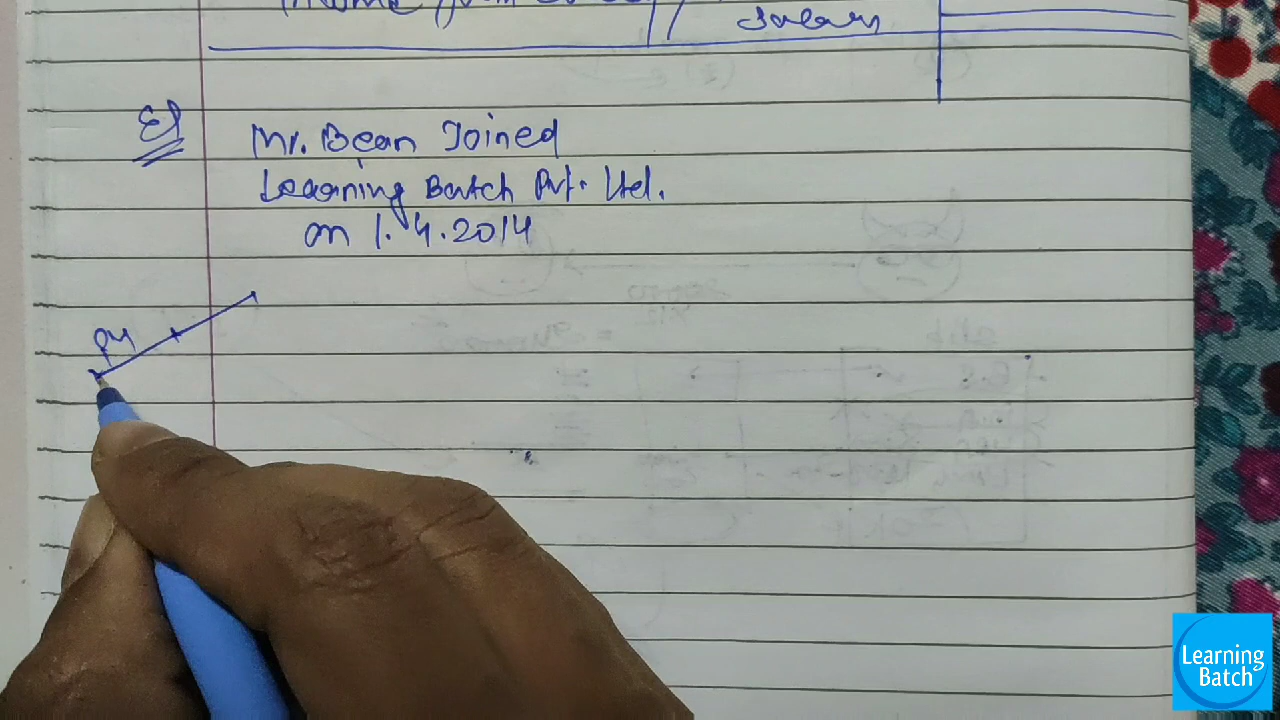 Salary
Eg
Mr. Bean Joined
Learning Batch Pvt. Ltd.
on 1.4.2014
PY
Learning
Batch